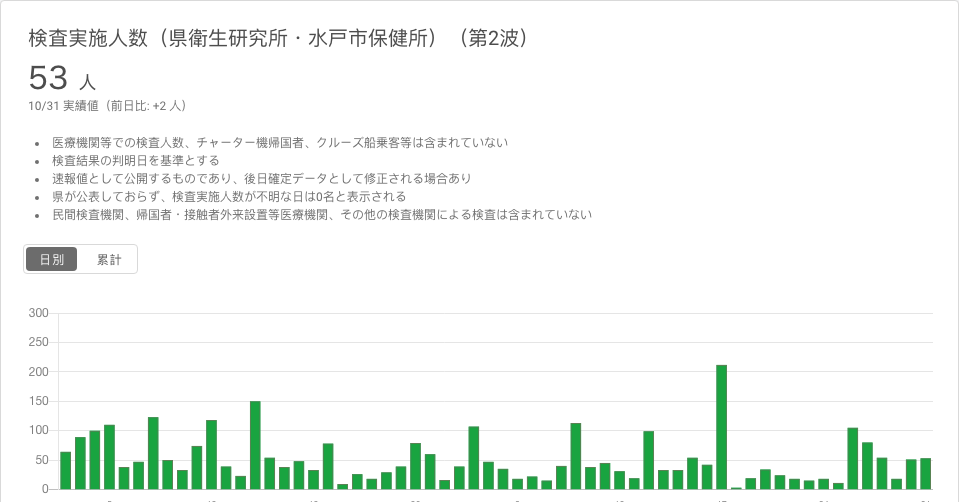 検査実施人数（県衛生研究所・水戸市保健所）（第2波）
53 人
10/31 実績値（前日比: +2 人）
• 医療機関等での検査人数、チャーター機帰国者、クルーズ船乗客等は含まれていない
• 検査結果の判明日を基準とする
• 速報値として公開するものであり、後日確定データとして修正される場合あり
• 県が公表しておらず、検査実施人数が不明な日は0名と表示される
• 民間検査機関、帰国者・接触者外来設置等医療機関、その他の検査機関による検査は含まれていない
日別 累計
300
250
200
150
100
50
0